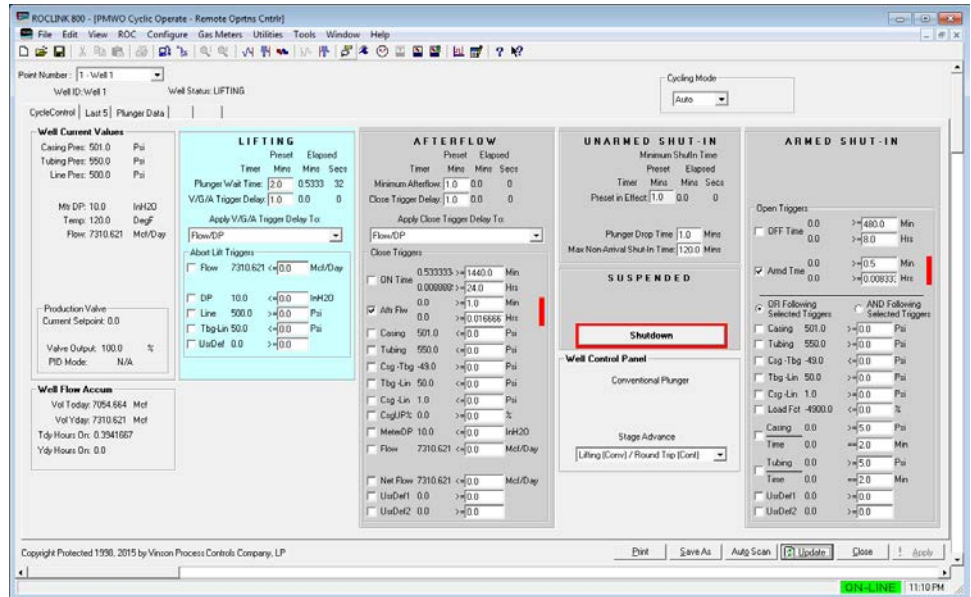 ROCLINK 800 - [PMWO Cyclic Operate - Remote Oprtns Cntrlr]
File Edit View ROC Configure Gas Meters Utilities Tools Window Help
Point Number: 1 - Well 1
Well ID: Well 1 Well Status: LIFTING
Cycling Mode
Auto
CycleControl Last 5 Plunger Data
Well Current Values
Casing Pres: 501.0 Psi
Tubing Pres: 550.0 Psi
Line Pres: 500.0 Psi
Mtr DP: 10.0 InH2O
Temp: 120.0 DegF
Flow: 7310.621 Mcf/Day
Production Valve
Current Setpoint: 0.0
Valve Output: 100.0 %
PID Mode: N/A
Well Flow Accum
Vol Today: 7054.664 Mcf
Vol Yday: 7310.621 Mcf
Tdy Hours On: 0.3941667
Ydy Hours On: 0.0
LIFTING
Preset Elapsed
Timer Mins Mins Secs
Plunger Wait Time: 2.0 0.5333 32
V/G/A Trigger Delay: 1.0 0.0 0
Apply V/G/A Trigger Delay To:
Flow/DP
Abort Lift Triggers
Flow 7310.621 <= 0.0 Mcf/Day
DP 10.0 <= 0.0 InH2O
Line 500.0 >= 0.0 Psi
Tbg-Lin 50.0 <= 0.0 Psi
UsrDef 0.0 >= 0.0
AFTERFLOW
Preset Elapsed
Timer Mins Mins Secs
Minimum Afterflow: 1.0 0.0 0
Close Trigger Delay: 1.0 0.0 0
Apply Close Trigger Delay To:
Flow/DP
Close Triggers
ON Time 0.533333 >= 1440.0 Min
0.008888 >= 24.0 Hrs
Aftr Flw 0.0 >= 1.0 Min
0.0 >= 0.016666 Hrs
Casing 501.0 <= 0.0 Psi
Tubing 550.0 <= 0.0 Psi
Csg-Tbg -49.0 <= 0.0 Psi
Tbg-Lin 50.0 <= 0.0 Psi
Csg-Lin 1.0 <= 0.0 Psi
CsgUP% 0.0 >= 0.0 %
MeterDP 10.0 <= 0.0 InH2O
Flow 7310.621 <= 0.0 Mcf/Day
Net Flow 7310.621 <= 0.0 Mcf/Day
UsrDef1 0.0 >= 0.0
UsrDef2 0.0 >= 0.0
UNARMED SHUT-IN
Minimum ShutIn Time
Preset Elapsed
Timer Mins Mins Secs
Preset in Effect: 1.0 0.0 0
Plunger Drop Time 1.0 Mins
Max Non-Arrival Shut-In Time: 120.0 Mins
SUSPENDED
Shutdown
Well Control Panel
Conventional Plunger
Stage Advance
Lifting (Conv) / Round Trip (Cont)
ARMED SHUT-IN
Open Triggers
OFF Time 0.0 >= 480.0 Min
0.0 >= 8.0 Hrs
Armd Tme 0.0 >= 0.5 Min
0.0 >= 0.008333 Hrs
OR Following Selected Triggers
AND Following Selected Triggers
Casing 501.0 >= 0.0 Psi
Tubing 550.0 >= 0.0 Psi
Csg-Tbg -49.0 <= 0.0 Psi
Tbg-Lin 50.0 >= 0.0 Psi
Csg-Lin 1.0 >= 0.0 Psi
Load Fct -4900.0 <= 0.0 %
Casing 0.0 >= 5.0 Psi
Time 0.0 == 2.0 Min
Tubing 0.0 >= 5.0 Psi
Time 0.0 == 2.0 Min
UsrDef1 0.0 >= 0.0
UsrDef2 0.0 >= 0.0
Copyright Protected 1998, 2015 by Vinson Process Controls Company, LP
Print Save As Auto Scan Update Close ! Apply
ON-LINE 11:10 PM